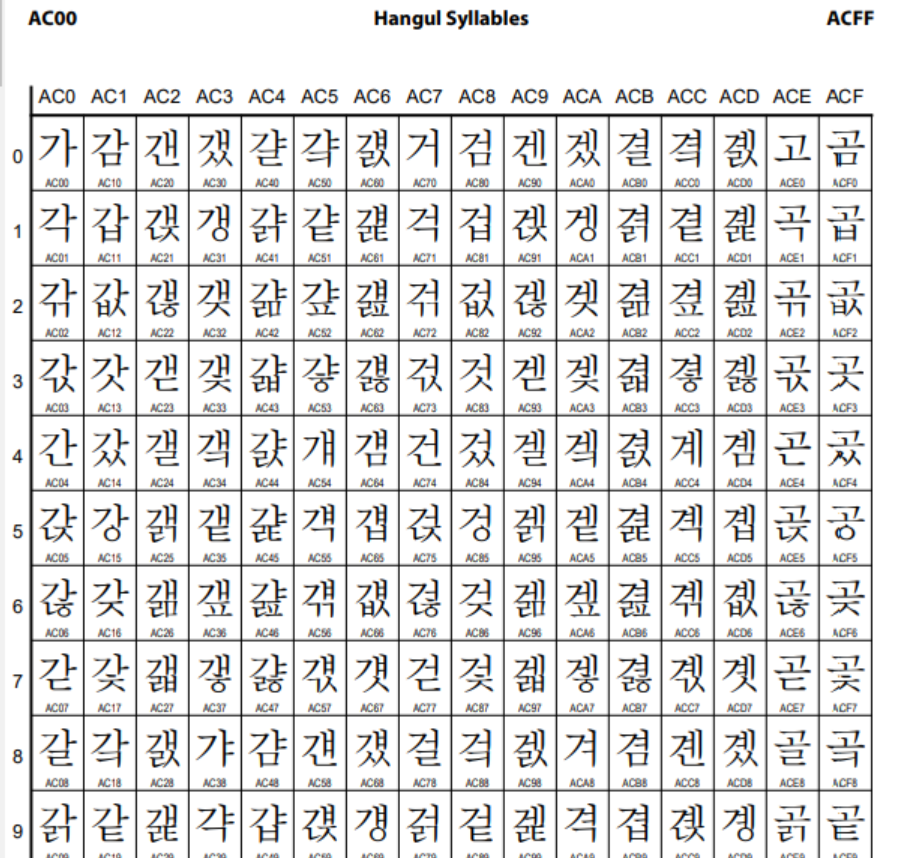 AC00 Hangul Syllables ACFF
AC0 AC1 AC2 AC3 AC4 AC5 AC6 AC7 AC8 AC9 ACA ACB ACC ACD ACE ACF
0 가 감 갠 갰 걀 걐 걠 거 검 겐 겠 결 곀 곐 고 곰
AC00 AC10 AC20 AC30 AC40 AC50 AC60 AC70 AC80 AC90 ACA0 ACB0 ACC0 ACD0 ACE0 ACF0
1 각 갑 갡 갱 걁 걑 걡 걱 겁 겑 겡 겱 곁 곑 곡 곱
AC01 AC11 AC21 AC31 AC41 AC51 AC61 AC71 AC81 AC91 ACA1 ACB1 ACC1 ACD1 ACE1 ACF1
2 갂 값 갢 갲 걂 걒 걢 걲 겂 겒 겢 겲 곂 곒 곢 곲
AC02 AC12 AC22 AC32 AC42 AC52 AC62 AC72 AC82 AC92 ACA2 ACB2 ACC2 ACD2 ACE2 ACF2
3 갃 갓 갣 갳 걃 걓 걣 걳 것 겓 겣 겳 곃 곓 곣 곳
AC03 AC13 AC23 AC33 AC43 AC53 AC63 AC73 AC83 AC93 ACA3 ACB3 ACC3 ACD3 ACE3 ACF3
4 간 갔 갤 갴 걄 걔 걤 건 겄 겔 겤 겴 계 곔 곤 곴
AC04 AC14 AC24 AC34 AC44 AC54 AC64 AC74 AC84 AC94 ACA4 ACB4 ACC4 ACD4 ACE4 ACF4
5 갅 강 갥 갵 걅 걕 걥 걵 겅 겕 겥 겵 곅 곕 곥 공
AC05 AC15 AC25 AC35 AC45 AC55 AC65 AC75 AC85 AC95 ACA5 ACB5 ACC5 ACD5 ACE5 ACF5
6 갆 갖 갦 갶 걆 걖 걦 걶 겆 겖 겦 겶 곆 곖 곦 곶
AC06 AC16 AC26 AC36 AC46 AC56 AC66 AC76 AC86 AC96 ACA6 ACB6 ACC6 ACD6 ACE6 ACF6
7 갇 갗 갧 갷 걇 걗 걧 걷 겇 겗 겧 겷 곇 곗 곧 곷
AC07 AC17 AC27 AC37 AC47 AC57 AC67 AC77 AC87 AC97 ACA7 ACB7 ACC7 ACD7 ACE7 ACF7
8 갈 갘 갨 갸 걈 걘 걨 걸 겈 겘 겨 겸 곈 곘 골 곸
AC08 AC18 AC28 AC38 AC48 AC58 AC68 AC78 AC88 AC98 ACA8 ACB8 ACC8 ACD8 ACE8 ACF8
9 갉 같 갩 갹 걉 걙 걩 걹 겉 겙 격 겹 곉 곙 곩 곹